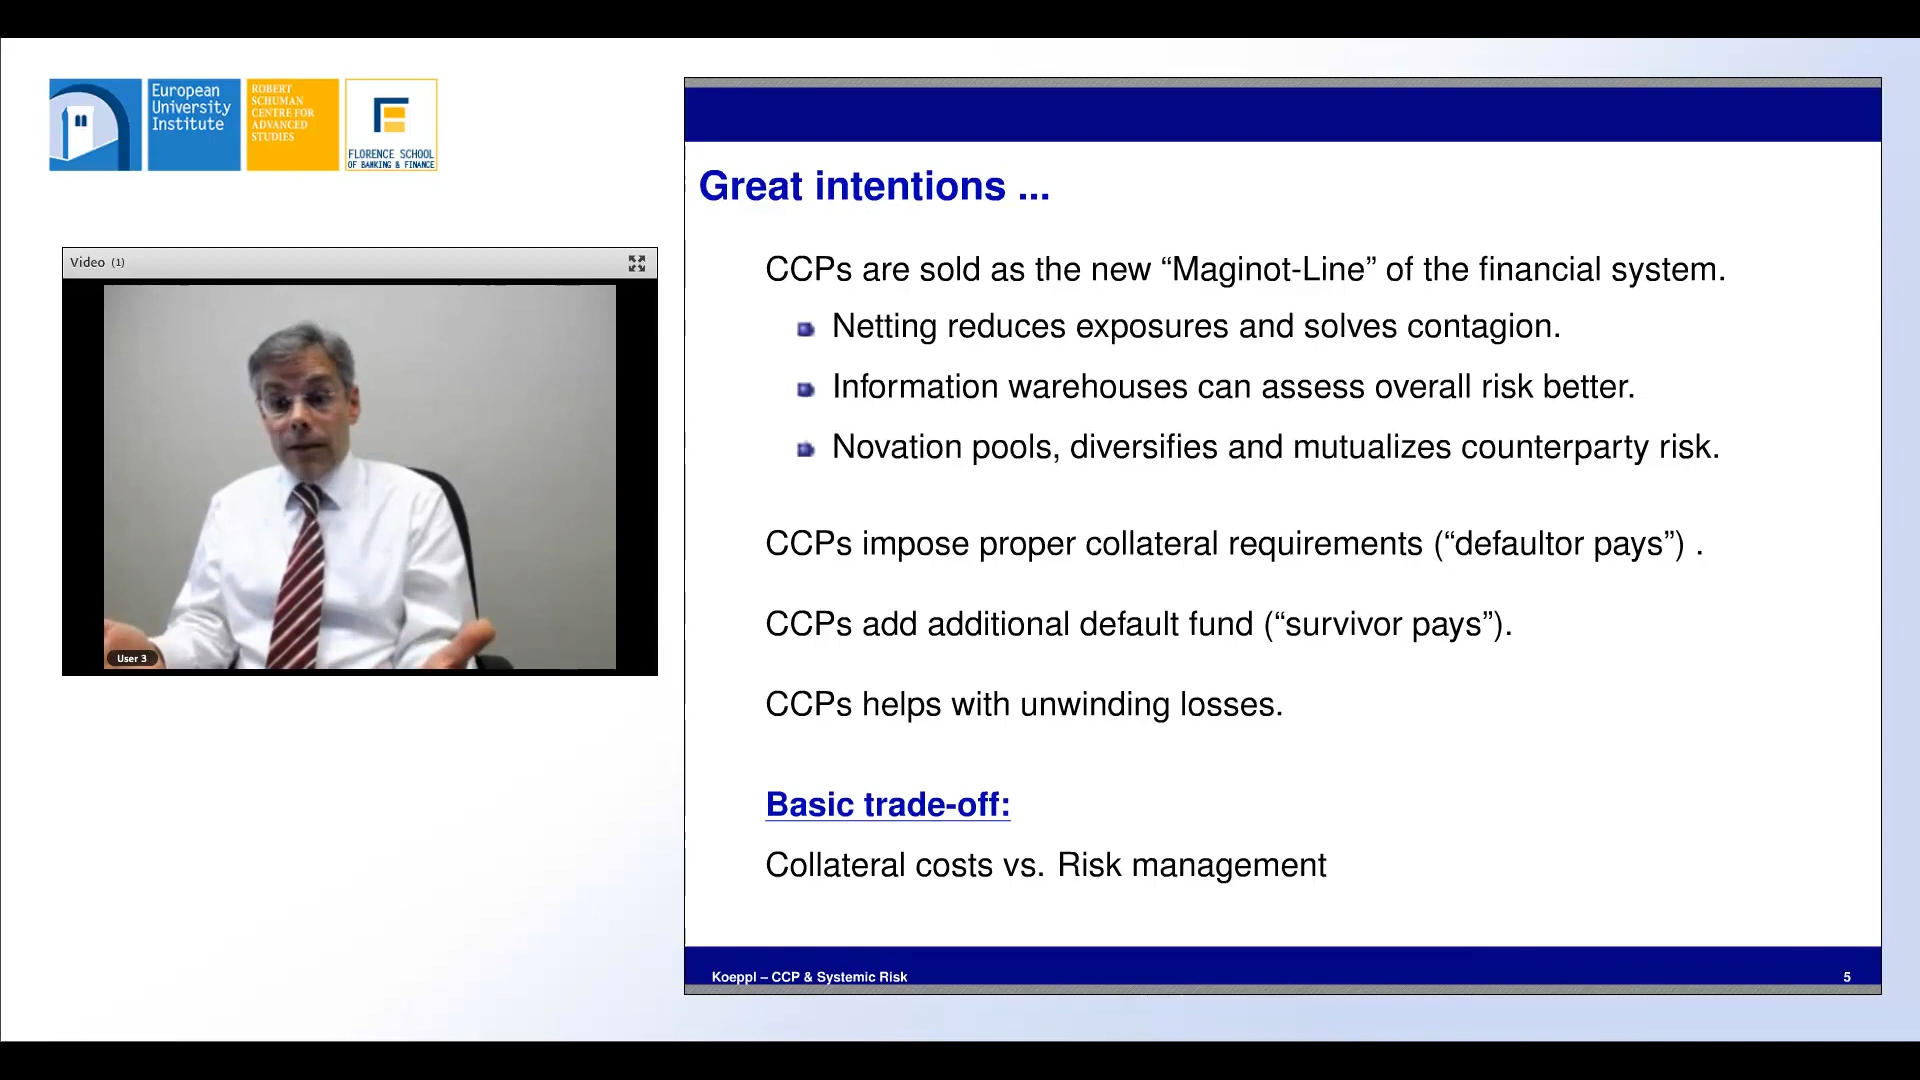 European
University
Institute
ROBERT
SCHUMAN
CENTRE FOR
ADVANCED
STUDIES
FLORENCE SCHOOL
OF BANKING & FINANCE
Video (1)
User 3
Great intentions ...
CCPs are sold as the new “Maginot-Line” of the financial system.
Netting reduces exposures and solves contagion.
Information warehouses can assess overall risk better.
Novation pools, diversifies and mutualizes counterparty risk.
CCPs impose proper collateral requirements (“defaultor pays”) .
CCPs add additional default fund (“survivor pays”).
CCPs helps with unwinding losses.
Basic trade-off:
Collateral costs vs. Risk management
Koeppl – CCP & Systemic Risk
5